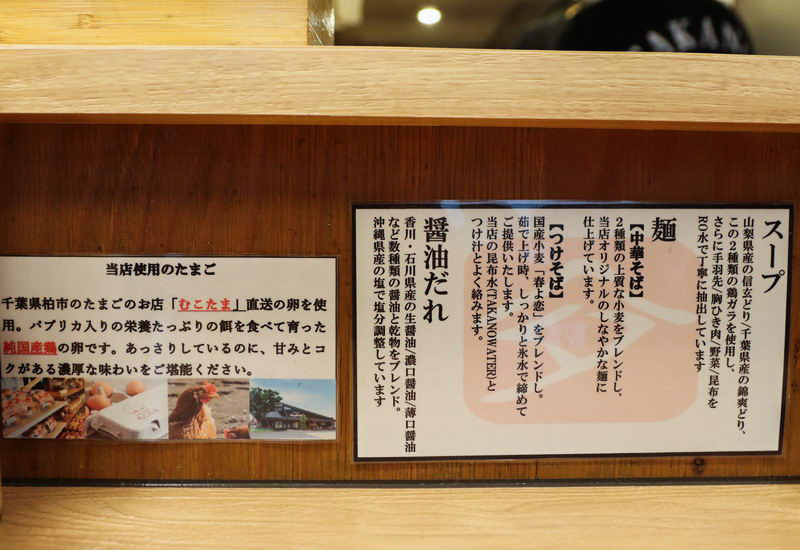 当店使用のたまご
千葉県柏市のたまごのお店「むこたま」直送の卵を使
用。パプリカ入りの栄養たっぷりの餌を食べて育った
純国産鶏の卵です。あっさりしているのに、甘みとコ
クがある濃厚な味わいをご堪能ください。
スープ
山梨県産の信玄どり、千葉県産の錦爽どり、
この2種類の鶏ガラを使用し、
さらに手羽先、胸ひき肉、野菜、昆布を
RO水で丁寧に抽出しています
麺
【中華そば】
2種類の上質な小麦をブレンドし、
当店オリジナルのしなやかな麺に
仕上げています。
【つけそば】
国産小麦「春よ恋」をブレンドし。
茹で上げ時、しっかりと氷水で締めて
ご提供いたします。
当店の昆布水(TAKANOWATER)と
つけ汁とよく絡みます。
醤油だれ
香川・石川県産の生醤油、濃口醤油、薄口醤油
など数種類の醤油と乾物をブレンド。
沖縄県産の塩で塩分調整しています